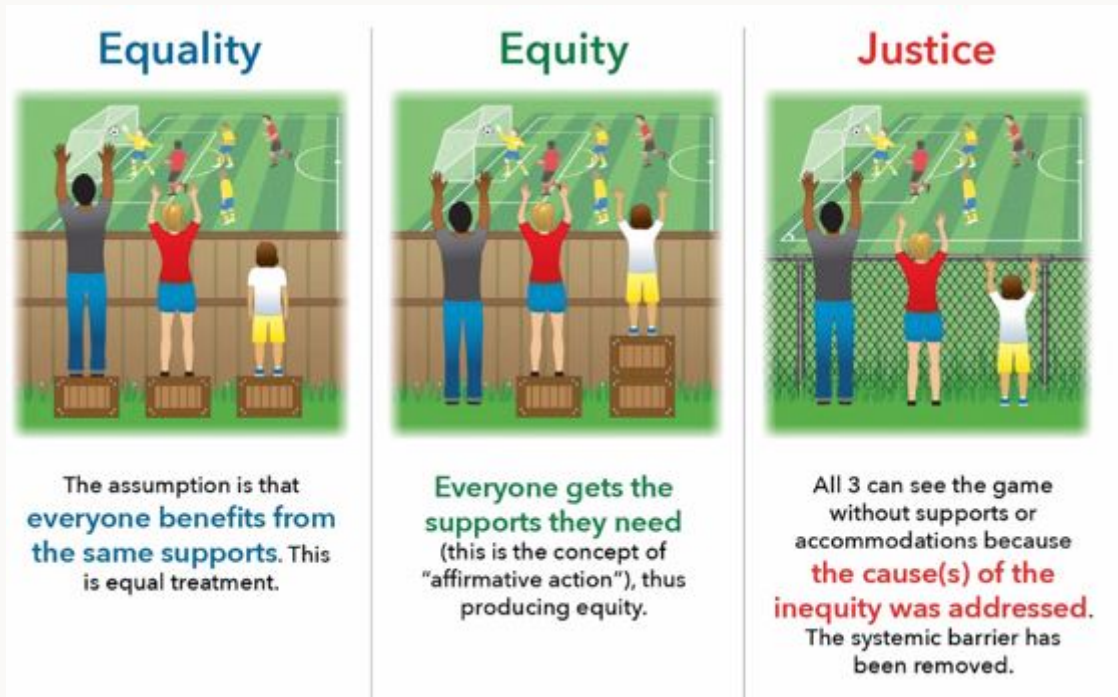 Equality
The assumption is that
everyone benefits from
the same supports. This
is equal treatment.
Equity
Everyone gets the
supports they need
(this is the concept of
“affirmative action”), thus
producing equity.
Justice
All 3 can see the game
without supports or
accommodations because
the cause(s) of the
inequity was addressed.
The systemic barrier has
been removed.